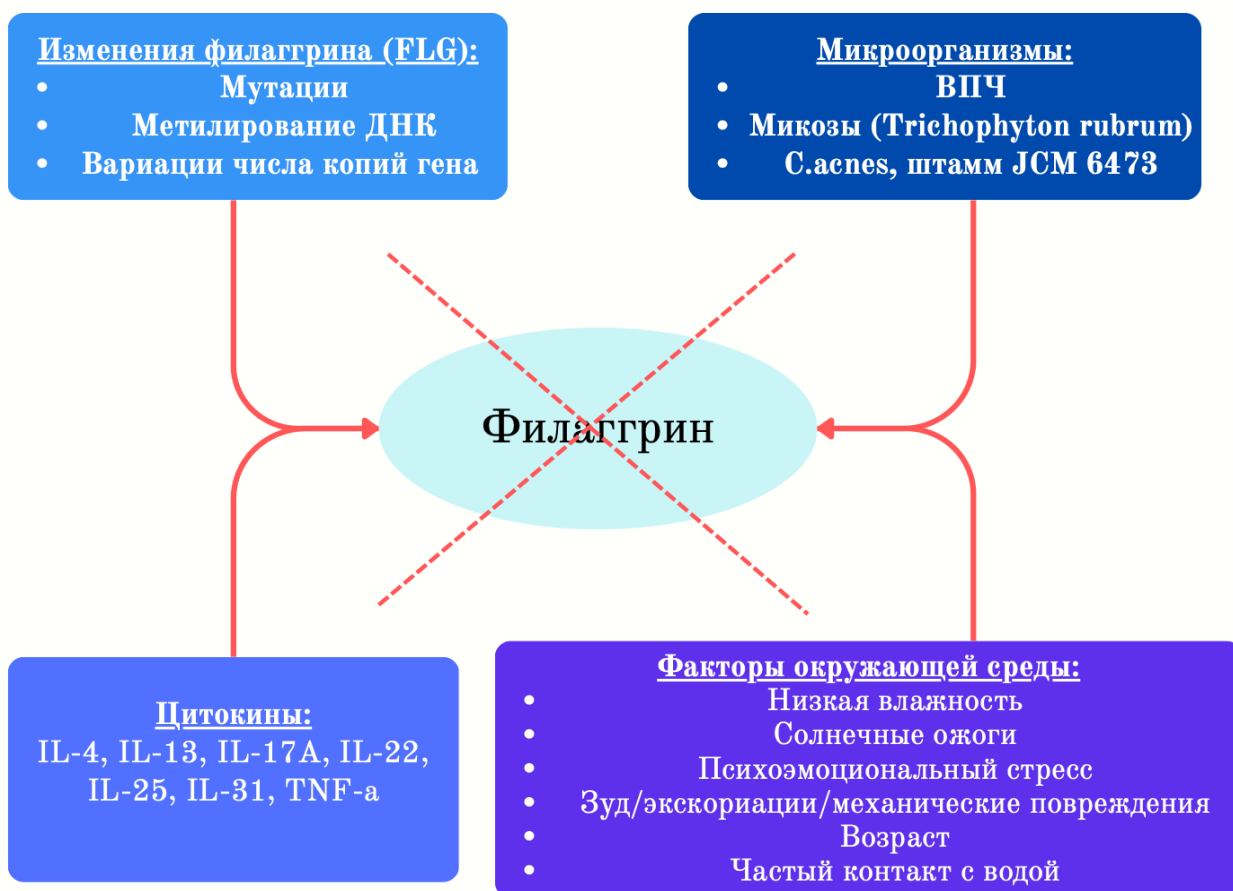 Изменения филаггрина (FLG):
• Мутации
• Метилирование ДНК
• Вариации числа копий гена
Микроорганизмы:
• ВПЧ
• Микозы (Trichophyton rubrum)
• C.acnes, штамм JCM 6473
Филаггрин
Цитокины:
IL-4, IL-13, IL-17A, IL-22,
IL-25, IL-31, TNF-a
Факторы окружающей среды:
• Низкая влажность
• Солнечные ожоги
• Психоэмоциональный стресс
• Зуд/экскориации/механические повреждения
• Возраст
• Частый контакт с водой